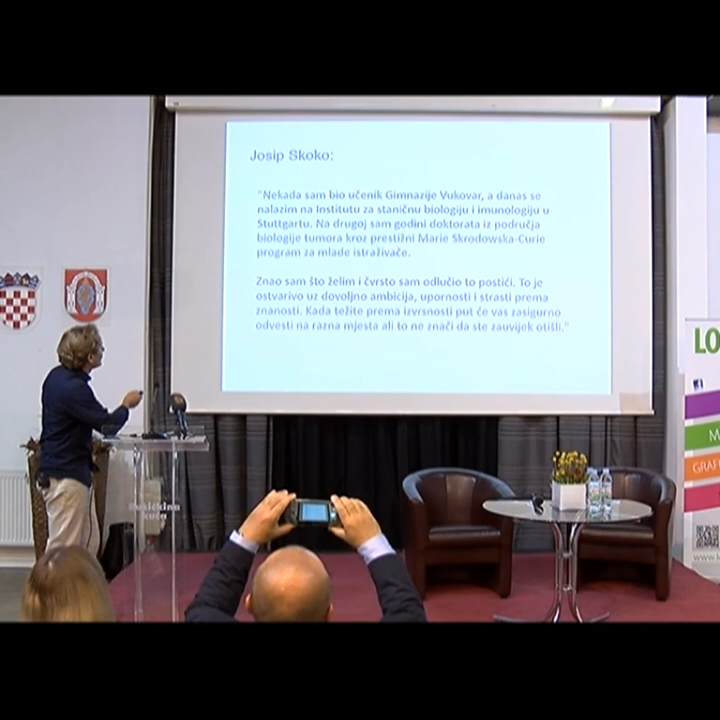 Josip Skoko:
"Nekada sam bio učenik Gimnazije Vukovar, a danas se
nalazim na Institutu za staničnu biologiju i imunologiju u
Stuttgartu. Na drugoj sam godini doktorata iz područja
biologije tumora kroz prestižni Marie Skrodowska-Curie
program za mlade istraživače.
Znao sam što želim i čvrsto sam odlučio to postići. To je
ostvarivo uz dovoljno ambicija, upornosti i strasti prema
znanosti. Kada težite prema izvrsnosti put će vas zasigurno
odvesti na razna mjesta ali to ne znači da ste zauvijek otišli."
LO
M
GRAF
www.
kuća